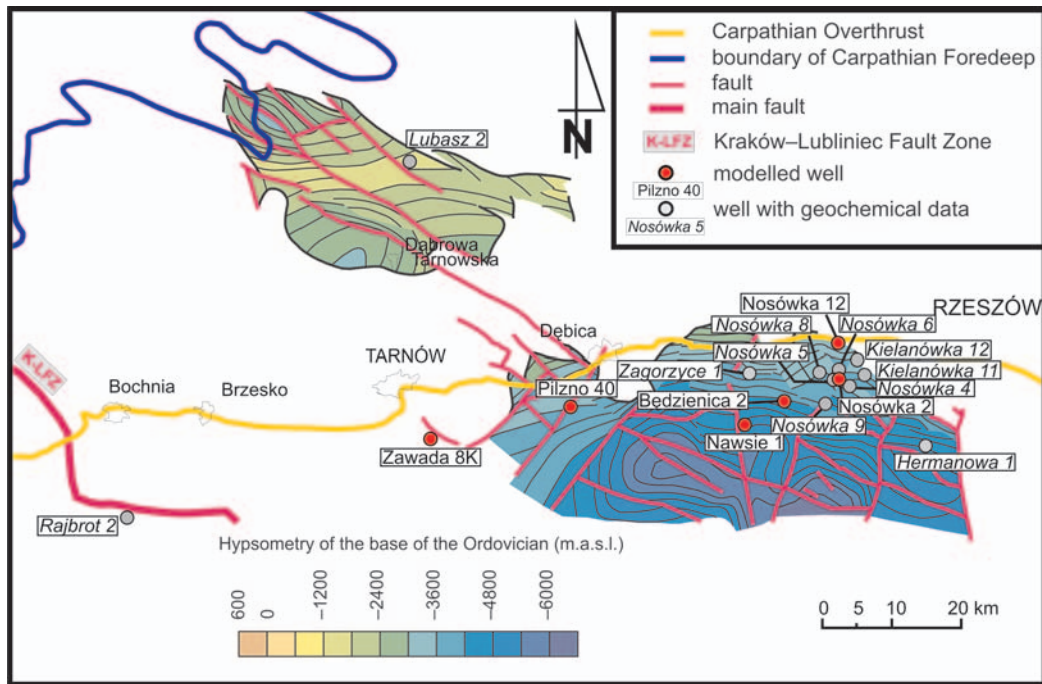 Carpathian Overthrust
boundary of Carpathian Foredeep
fault
main fault
K-LFZ Kraków–Lubliniec Fault Zone
modelled well
Pilzno 40
well with geochemical data
Nosówka 5
N
Lubasz 2
Dąbrowa
Tarnowska
Nosówka 12
RZESZÓW
Nosówka 8
Nosówka 6
Dębica
Nosówka 5
Kielanówka 12
TARNÓW
Zagorzyce 1
Kielanówka 11
K-LFZ
Bochnia
Brzesko
Pilzno 40
Nosówka 4
Będzienica 2
Nosówka 2
Nosówka 9
Nawsie 1
Zawada 8K
Hermanowa 1
Rajbrot 2
Hypsometry of the base of the Ordovician (m.a.s.l.)
600 0 –1200 –2400 –3600 –4800 –6000
0 5 10 20 km